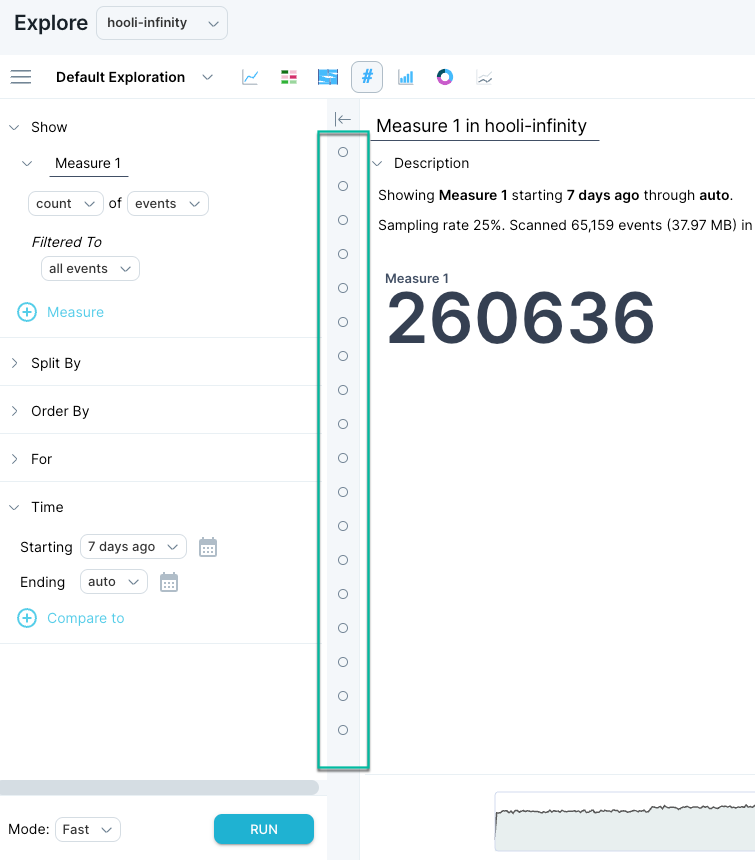 Explore hooli-infinity
Default Exploration
#
Show
Measure 1
count of events
Filtered To
all events
Measure
Split By
Order By
For
Time
Starting 7 days ago
Ending auto
Compare to
Mode: Fast RUN
Measure 1 in hooli-infinity
Description
Showing Measure 1 starting 7 days ago through auto.
Sampling rate 25%. Scanned 65,159 events (37.97 MB) in
Measure 1
260636